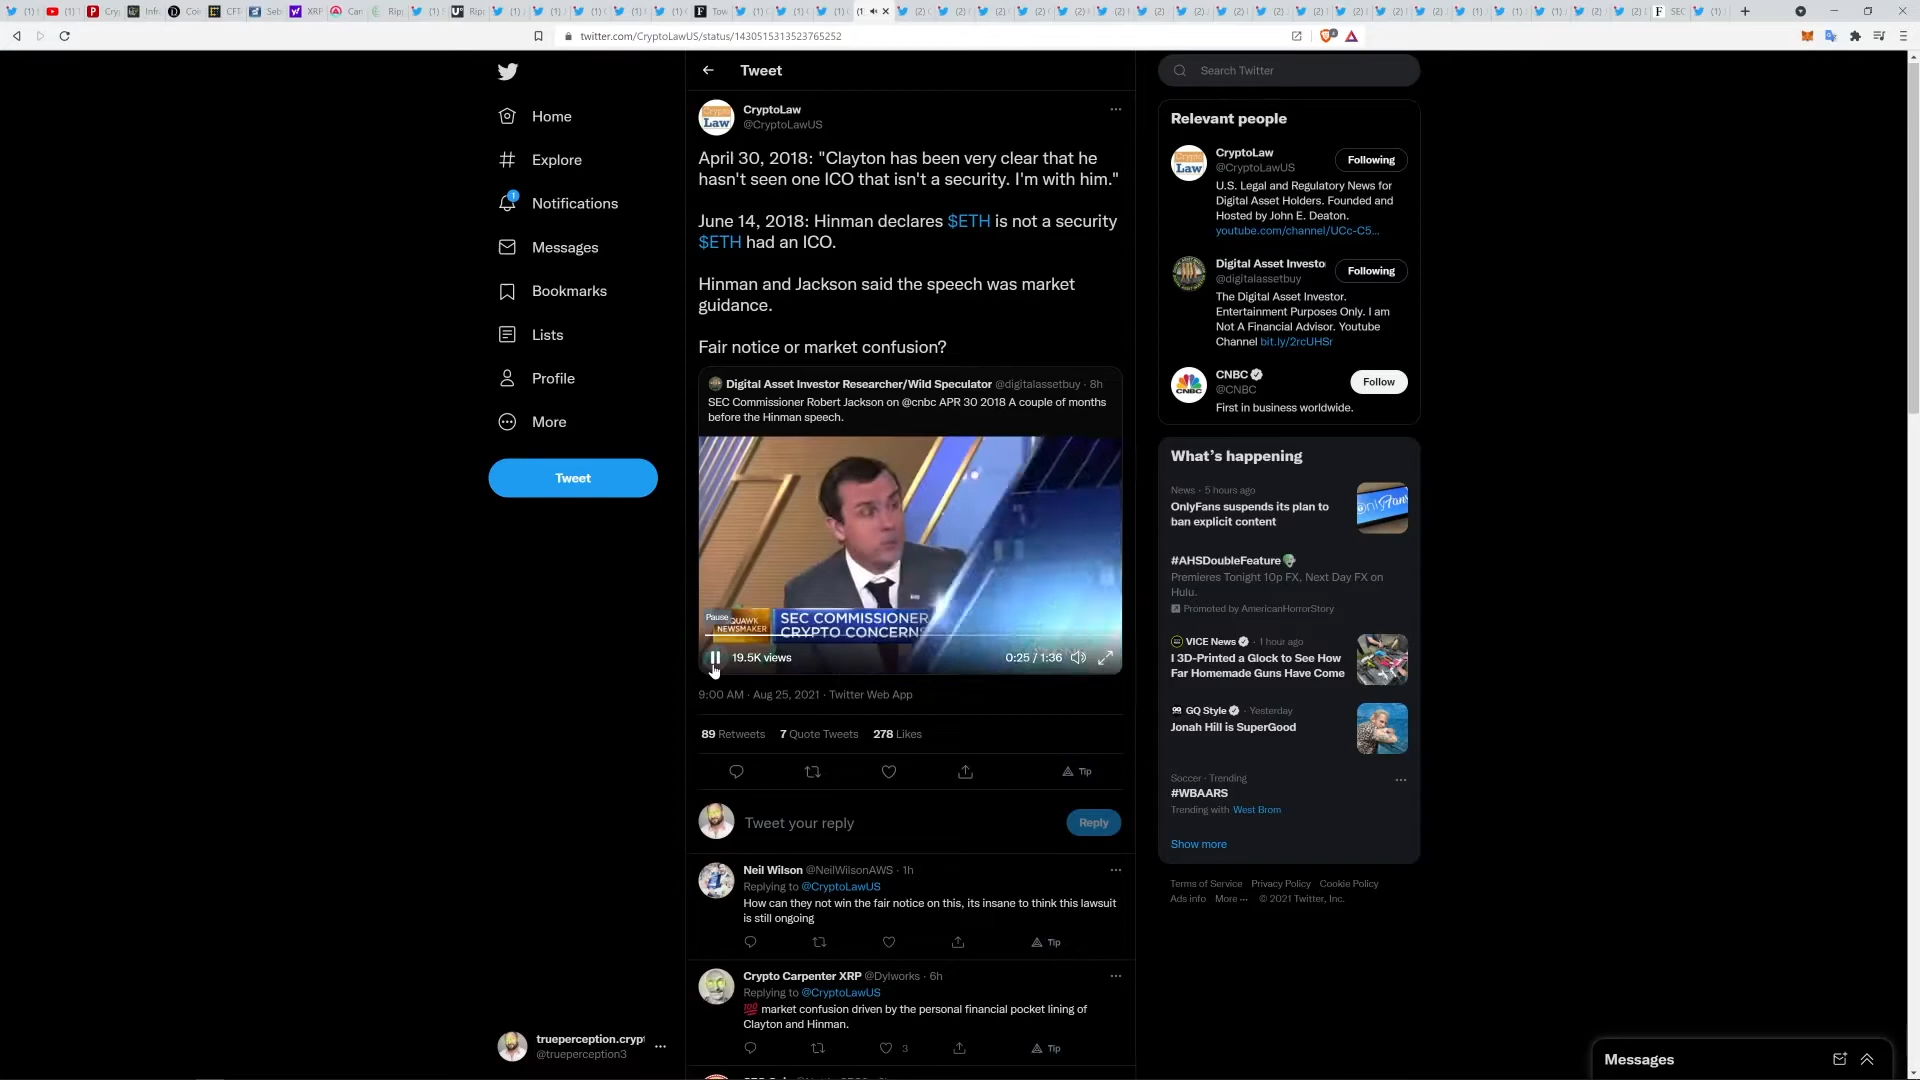 twitter.com/CryptoLawUS/status/1430515313523765252
Home
Explore
1
Notifications
Messages
Bookmarks
Lists
Profile
More
Tweet
trueperception.crypt
@trueperception3
Tweet
CryptoLaw
@CryptoLawUS
April 30, 2018: "Clayton has been very clear that he
hasn't seen one ICO that isn't a security. I'm with him."
June 14, 2018: Hinman declares $ETH is not a security
$ETH had an ICO.
Hinman and Jackson said the speech was market
guidance.
Fair notice or market confusion?
Digital Asset Investor Researcher/Wild Speculator @digitalassetbuy · 8h
SEC Commissioner Robert Jackson on @cnbc APR 30 2018 A couple of months
before the Hinman speech.
Pause
QUAWK
NEWSMAKER
SEC COMMISSIONER
CRYPTO CONCERNS
19.5K views
0:25 / 1:36
9:00 AM · Aug 25, 2021 · Twitter Web App
89 Retweets 7 Quote Tweets 278 Likes
Tip
Tweet your reply
Reply
Neil Wilson @NeilWilsonAWS · 1h
Replying to @CryptoLawUS
How can they not win the fair notice on this, its insane to think this lawsuit
is still ongoing
Tip
Crypto Carpenter XRP @Dylworks · 6h
Replying to @CryptoLawUS
💯 market confusion driven by the personal financial pocket lining of
Clayton and Hinman.
3
Tip
Search Twitter
Relevant people
CryptoLaw
@CryptoLawUS
Following
U.S. Legal and Regulatory News for
Digital Asset Holders. Founded and
Hosted by John E. Deaton.
youtube.com/channel/UCc-C5...
Digital Asset Investo
@digitalassetbuy
Following
The Digital Asset Investor.
Entertainment Purposes Only. I am
Not A Financial Advisor. Youtube
Channel bit.ly/2rcUHSr
CNBC
@CNBC
Follow
First in business worldwide.
What's happening
News · 5 hours ago
OnlyFans suspends its plan to
ban explicit content
#AHSDoubleFeature
Premieres Tonight 10p FX, Next Day FX on
Hulu.
Promoted by AmericanHorrorStory
VICE News · 1 hour ago
I 3D-Printed a Glock to See How
Far Homemade Guns Have Come
GQ Style · Yesterday
Jonah Hill is SuperGood
Soccer · Trending
#WBAARS
Trending with West Brom
Show more
Terms of Service Privacy Policy Cookie Policy
Ads info More ··· © 2021 Twitter, Inc.
Messages